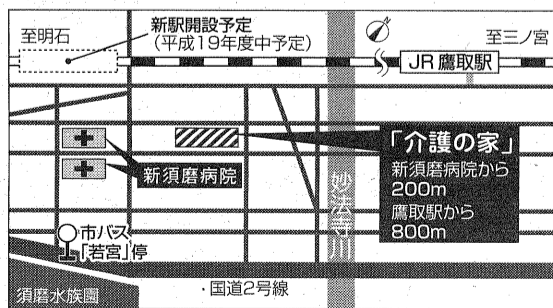 至明石
新駅開設予定
(平成19年度中予定)
至三ノ宮
JR鷹取駅
「介護の家」
新須磨病院から
200m
鷹取駅から
800m
新須磨病院
妙法寺川
市バス
「若宮」停
須磨水族園
・国道2号線